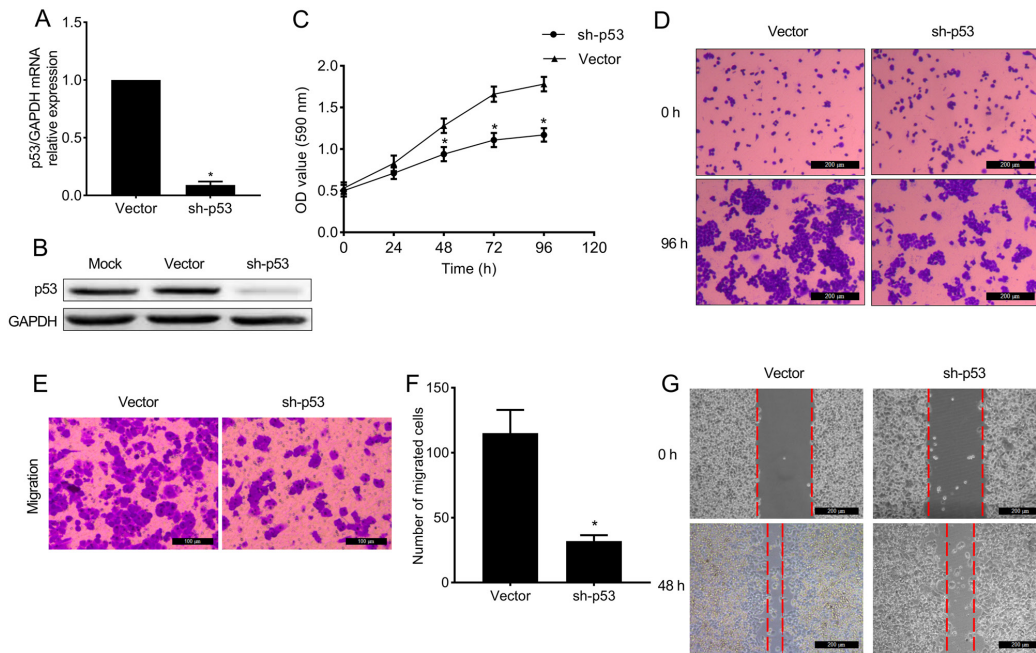 A
p53/GAPDH mRNA
relative expression
1.5
1.0
0.5
0.0
*
Vector
sh-p53
B
Mock
Vector
sh-p53
p53
GAPDH
C
sh-p53
Vector
OD value (590 nm)
2.0
1.5
1.0
0.5
0.0
* * *
0
24
48
72
96
120
Time (h)
D
Vector
sh-p53
0 h
200 µm
200 µm
96 h
200 µm
200 µm
E
Vector
sh-p53
Migration
100 µm
100 µm
F
Number of migrated cells
150
100
50
0
*
Vector
sh-p53
G
Vector
sh-p53
0 h
200 µm
200 µm
48 h
200 µm
200 µm